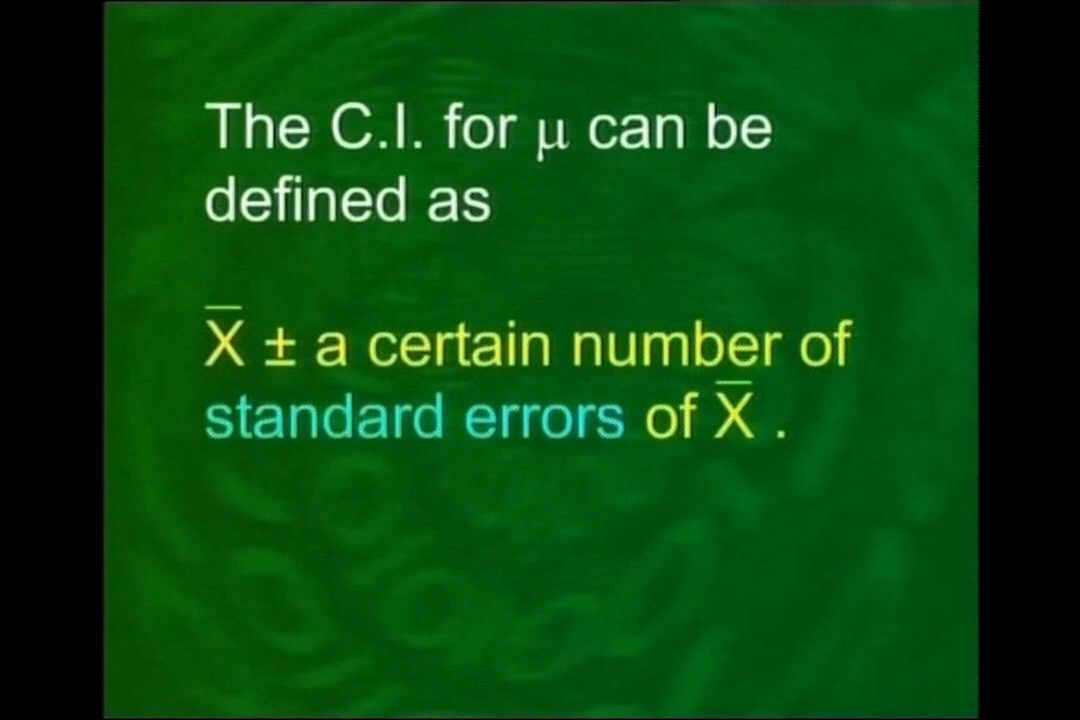 The C.I. for μ can be
defined as
X̅ ± a certain number of
standard errors of X̅ .